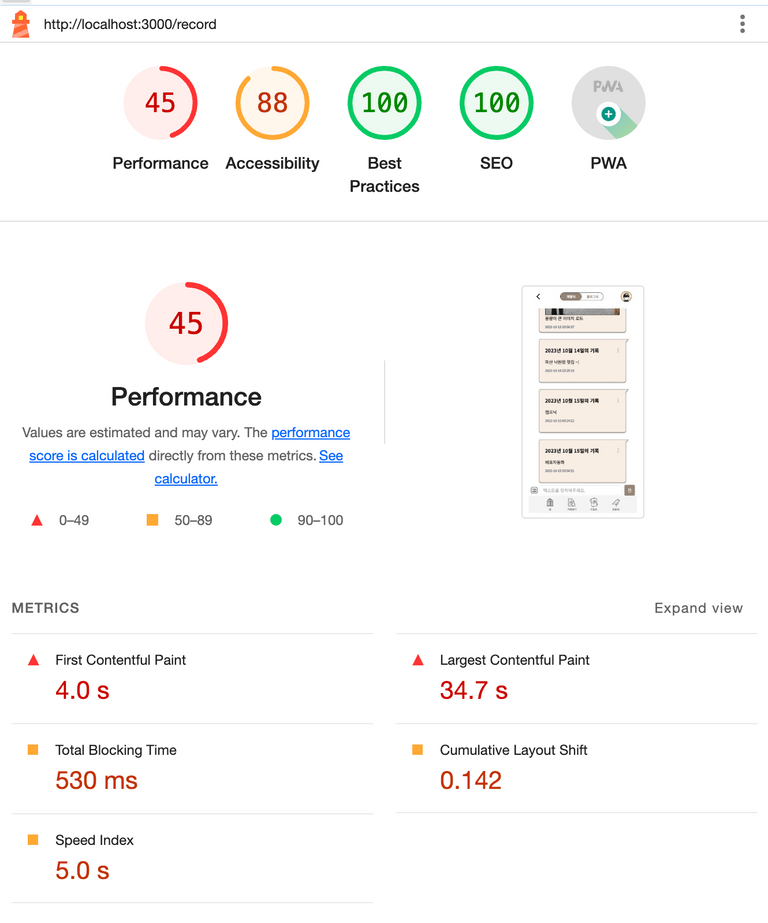 http://localhost:3000/record
45
88
100
100
PWA
Performance
Accessibility
Best
Practices
SEO
PWA
45
Performance
Values are estimated and may vary. The performance
score is calculated directly from these metrics. See
calculator.
0–49
50–89
90–100
2023년 10월 14일의 기록
2023년 10월 15일의 기록
2023년 10월 15일의 기록
METRICS
Expand view
First Contentful Paint
4.0 s
Largest Contentful Paint
34.7 s
Total Blocking Time
530 ms
Cumulative Layout Shift
0.142
Speed Index
5.0 s